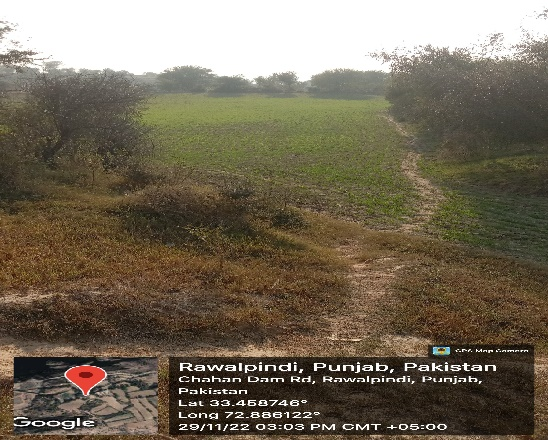 GPS Map Camera
Rawalpindi, Punjab, Pakistan
Chahan Dam Rd, Rawalpindi, Punjab,
Pakistan
Lat 33.458746°
Long 72.886122°
29/11/22 03:03 PM GMT +05:00
Google